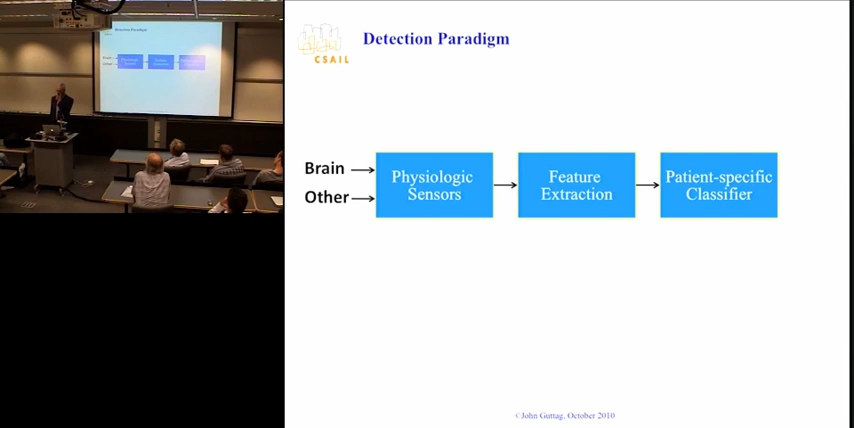 Detection Paradigm
CSAIL
Brain
Other
Physiologic
Sensors
Feature
Extraction
Patient-specific
Classifier
©John Guttag, October 2010